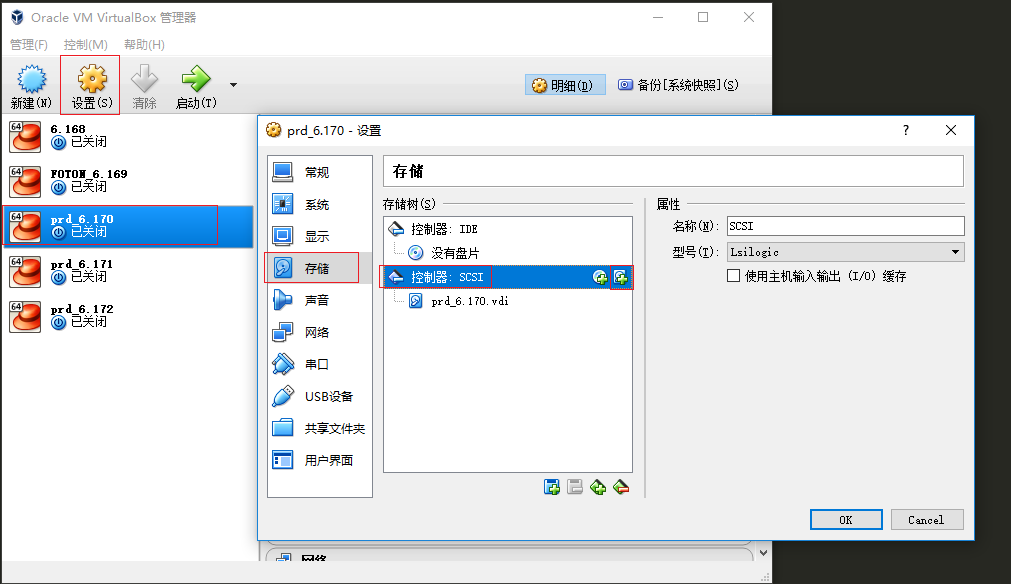 Oracle VM VirtualBox 管理器
管理(F) 控制(M) 帮助(H)
新建(N) 设置(S) 清除 启动(T) 明细(D) 备份[系统快照](S)
64 6.168
已关闭
64 FOTON_6.169
已关闭
64 prd_6.170
已关闭
64 prd_6.171
已关闭
64 prd_6.172
已关闭
prd_6.170 - 设置 ?
常规
系统
显示
存储
声音
网络
串口
USB设备
共享文件夹
用户界面
存储
存储树(S)
控制器: IDE
没有盘片
控制器: SCSI
prd_6.170.vdi
属性
名称(N): SCSI
型号(T): Lsilogic
使用主机输入输出 (I/O) 缓存
OK Cancel
网络